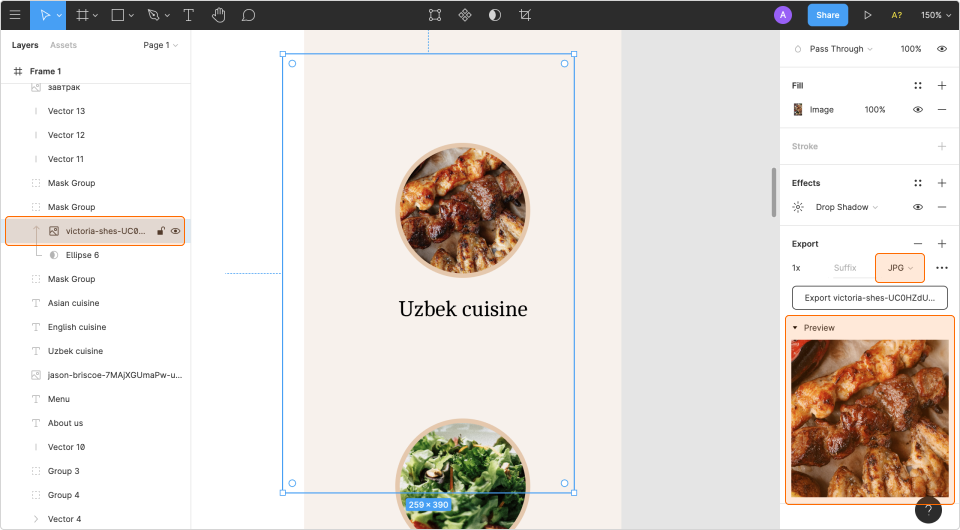 A
Share
A?
150%
Layers
Assets
Page 1
Frame 1
завтрак
Vector 13
Vector 12
Vector 11
Mask Group
Mask Group
victoria-shes-UC0...
Ellipse 6
Mask Group
Asian cuisine
English cuisine
Uzbek cuisine
jason-briscoe-7MAjXGUmaPw-u...
Menu
About us
Vector 10
Group 3
Group 4
Vector 4
Uzbek cuisine
259 × 390
Pass Through
100%
Fill
Image
100%
Stroke
Effects
Drop Shadow
Export
1x
Suffix
JPG
Export victoria-shes-UC0HZdU...
Preview
?